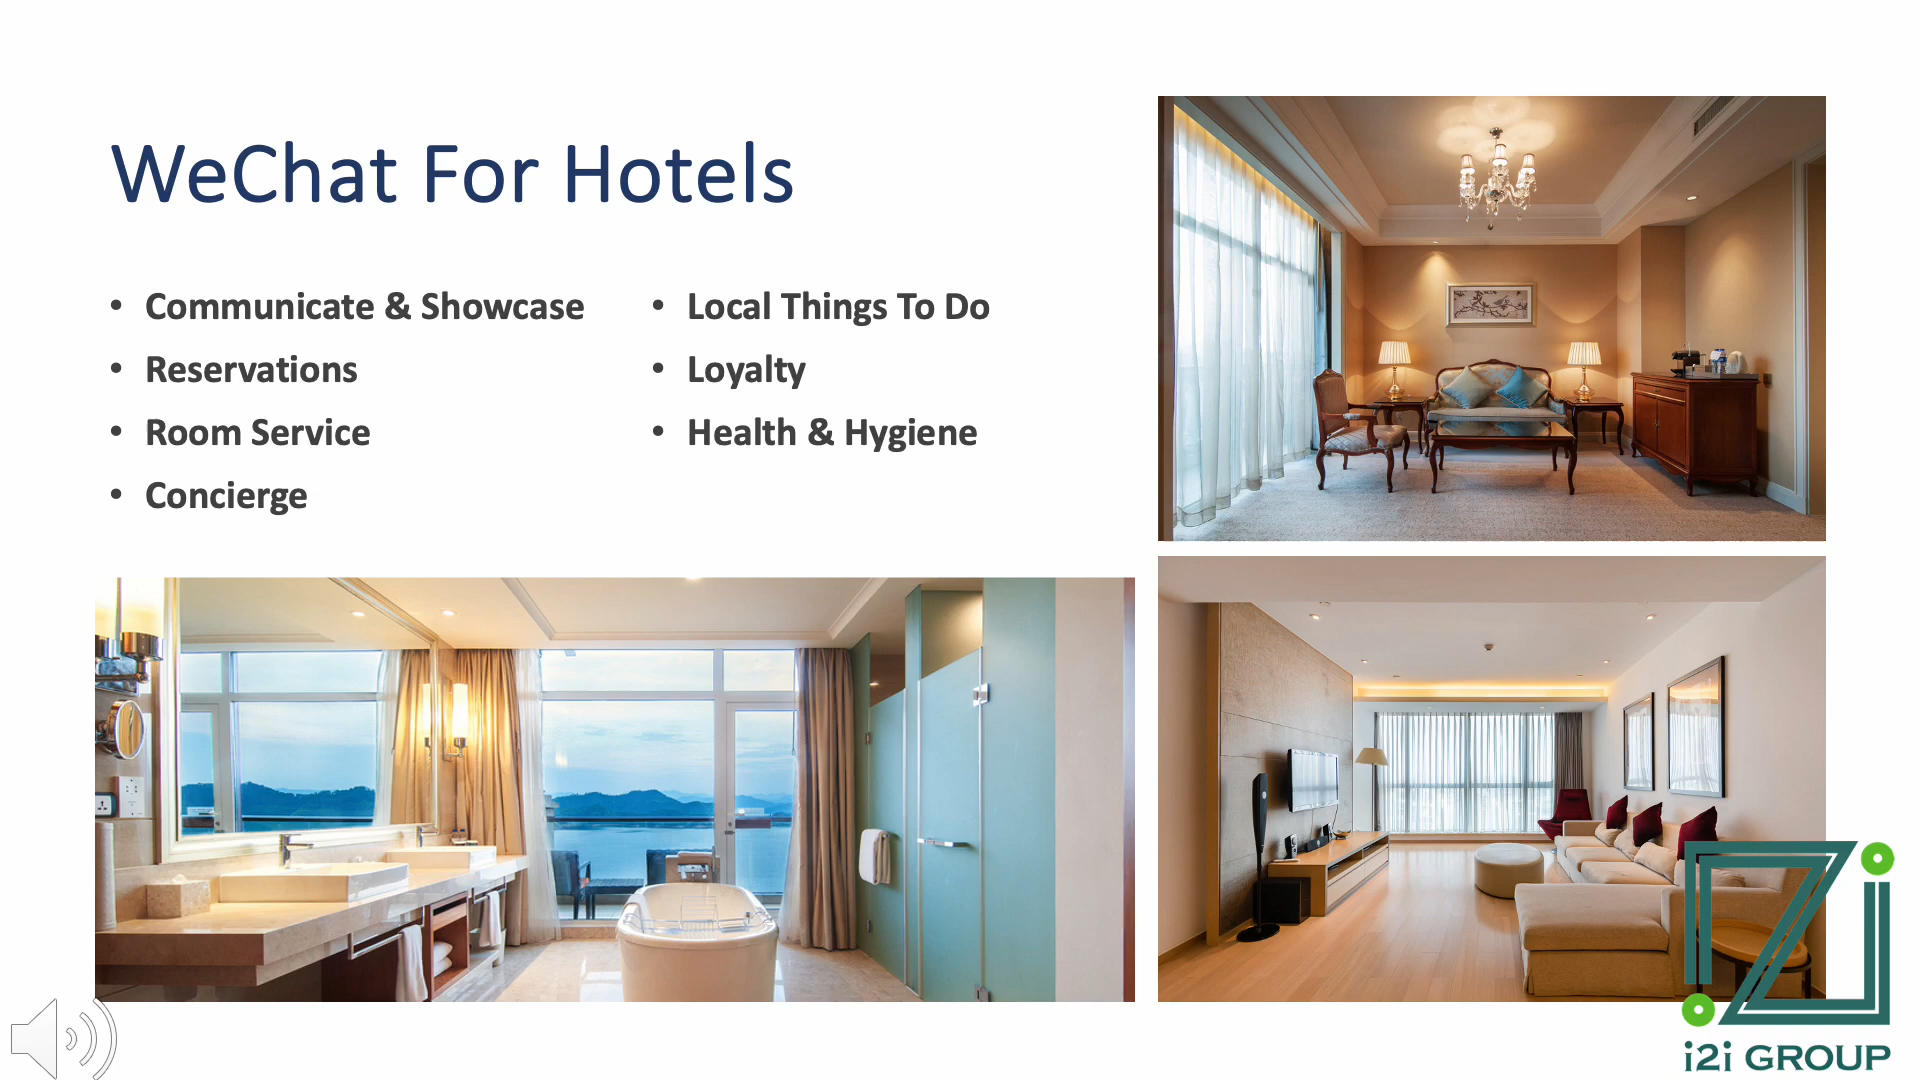 WeChat For Hotels
• Communicate & Showcase
• Reservations
• Room Service
• Concierge
• Local Things To Do
• Loyalty
• Health & Hygiene
i2i GROUP